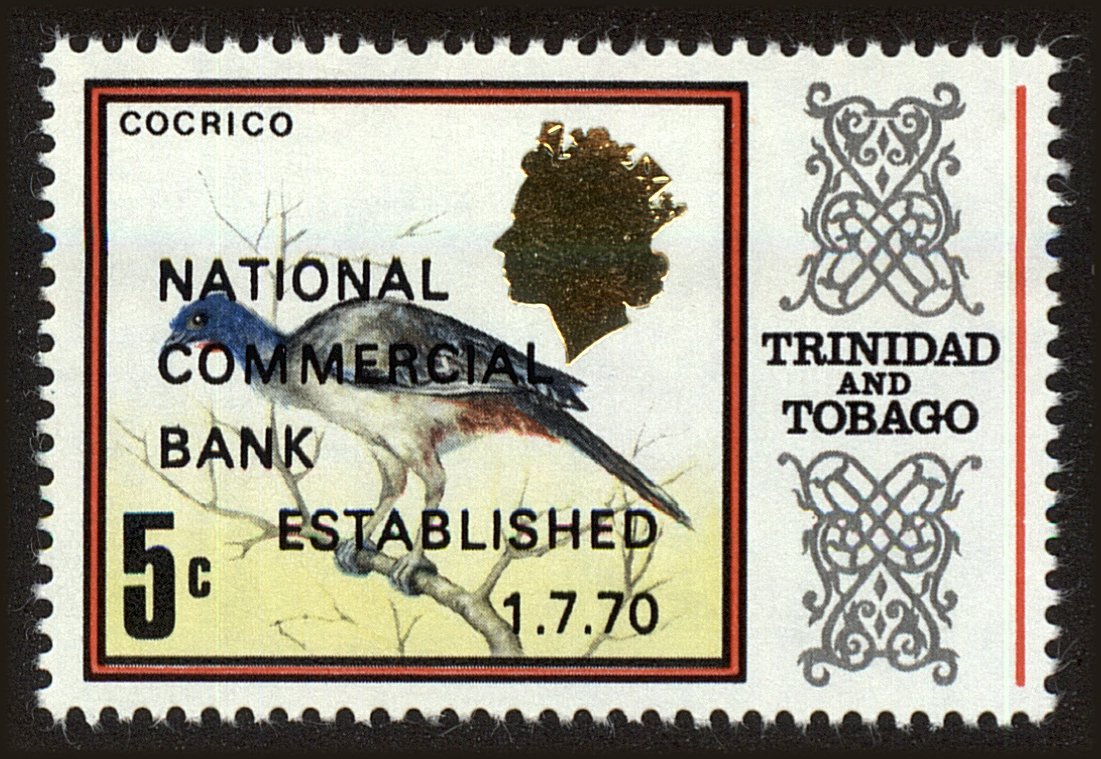 COCRICO
NATIONAL
COMMERCIAL
BANK
ESTABLISHED
1.7.70
5c
TRINIDAD
AND
TOBAGO